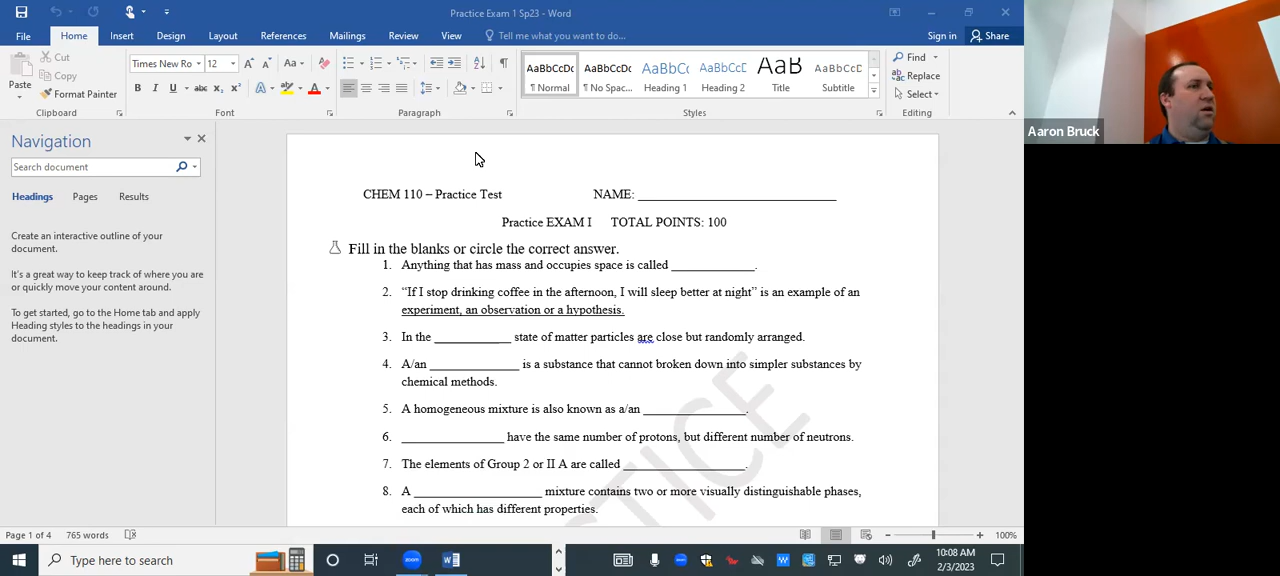 Practice Exam 1 Sp23 - Word
File Home Insert Design Layout References Mailings Review View Tell me what you want to do... Sign in Share
Paste Cut Copy Format Painter Clipboard
Times New Ro 12 Aa B I U abc X₂ X² A A Font
Paragraph
AaBbCcDc ¶ Normal AaBbCcDc ¶ No Spac... AaBbCc Heading 1 AaBbCcD Heading 2 AaB Title AaBbCcD Subtitle Styles
Find Replace Select Editing
Aaron Bruck
Navigation
Search document
Headings Pages Results
Create an interactive outline of your
document.
It's a great way to keep track of where you are
or quickly move your content around.
To get started, go to the Home tab and apply
Heading styles to the headings in your
document.
CHEM 110 – Practice Test NAME: ____________________
Practice EXAM I TOTAL POINTS: 100
Fill in the blanks or circle the correct answer.
1. Anything that has mass and occupies space is called _____________.
2. “If I stop drinking coffee in the afternoon, I will sleep better at night” is an example of an
experiment, an observation or a hypothesis.
3. In the ____________ state of matter particles are close but randomly arranged.
4. A/an ______________ is a substance that cannot broken down into simpler substances by
chemical methods.
5. A homogeneous mixture is also known as a/an ________________.
6. ________________ have the same number of protons, but different number of neutrons.
7. The elements of Group 2 or II A are called ___________________.
8. A ____________________ mixture contains two or more visually distinguishable phases,
each of which has different properties.
CTICE
Page 1 of 4 765 words 100%
Type here to search
zoom
10:08 AM
2/3/2023